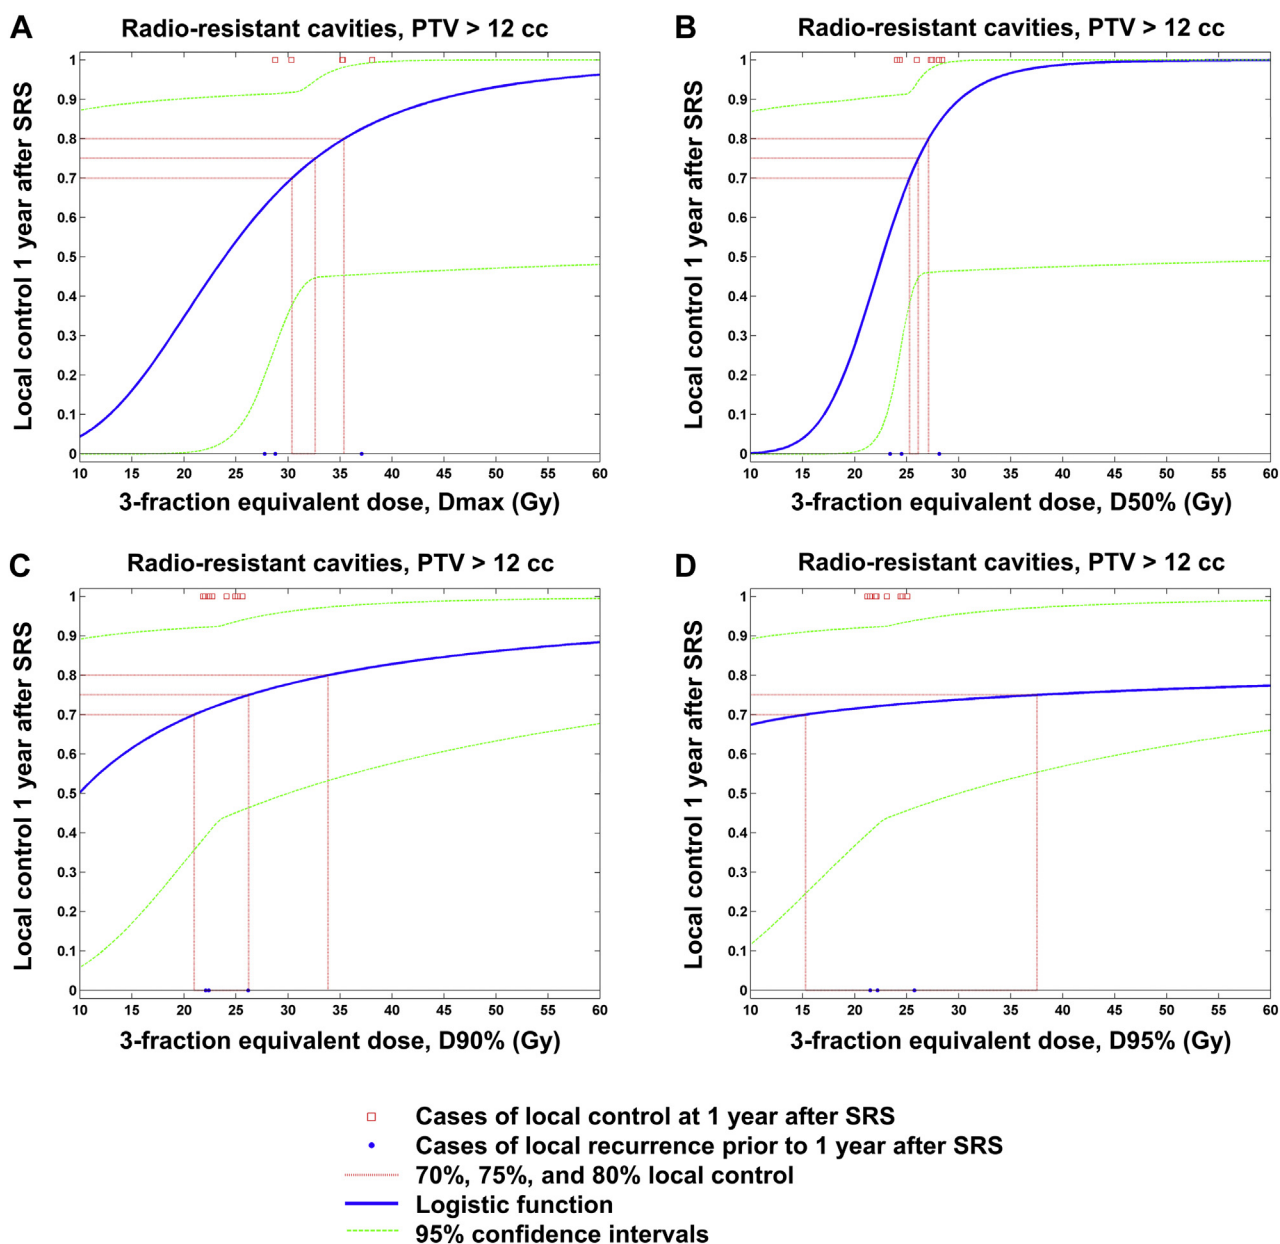 A
Radio-resistant cavities, PTV > 12 cc
Local control 1 year after SRS
1
0.9
0.8
0.7
0.6
0.5
0.4
0.3
0.2
0.1
0
10 15 20 25 30 35 40 45 50 55 60
3-fraction equivalent dose, Dmax (Gy)
B
Radio-resistant cavities, PTV > 12 cc
Local control 1 year after SRS
1
0.9
0.8
0.7
0.6
0.5
0.4
0.3
0.2
0.1
0
10 15 20 25 30 35 40 45 50 55 60
3-fraction equivalent dose, D50% (Gy)
C
Radio-resistant cavities, PTV > 12 cc
Local control 1 year after SRS
1
0.9
0.8
0.7
0.6
0.5
0.4
0.3
0.2
0.1
0
10 15 20 25 30 35 40 45 50 55 60
3-fraction equivalent dose, D90% (Gy)
D
Radio-resistant cavities, PTV > 12 cc
Local control 1 year after SRS
1
0.9
0.8
0.7
0.6
0.5
0.4
0.3
0.2
0.1
0
10 15 20 25 30 35 40 45 50 55 60
3-fraction equivalent dose, D95% (Gy)
Cases of local control at 1 year after SRS
Cases of local recurrence prior to 1 year after SRS
70%, 75%, and 80% local control
Logistic function
95% confidence intervals